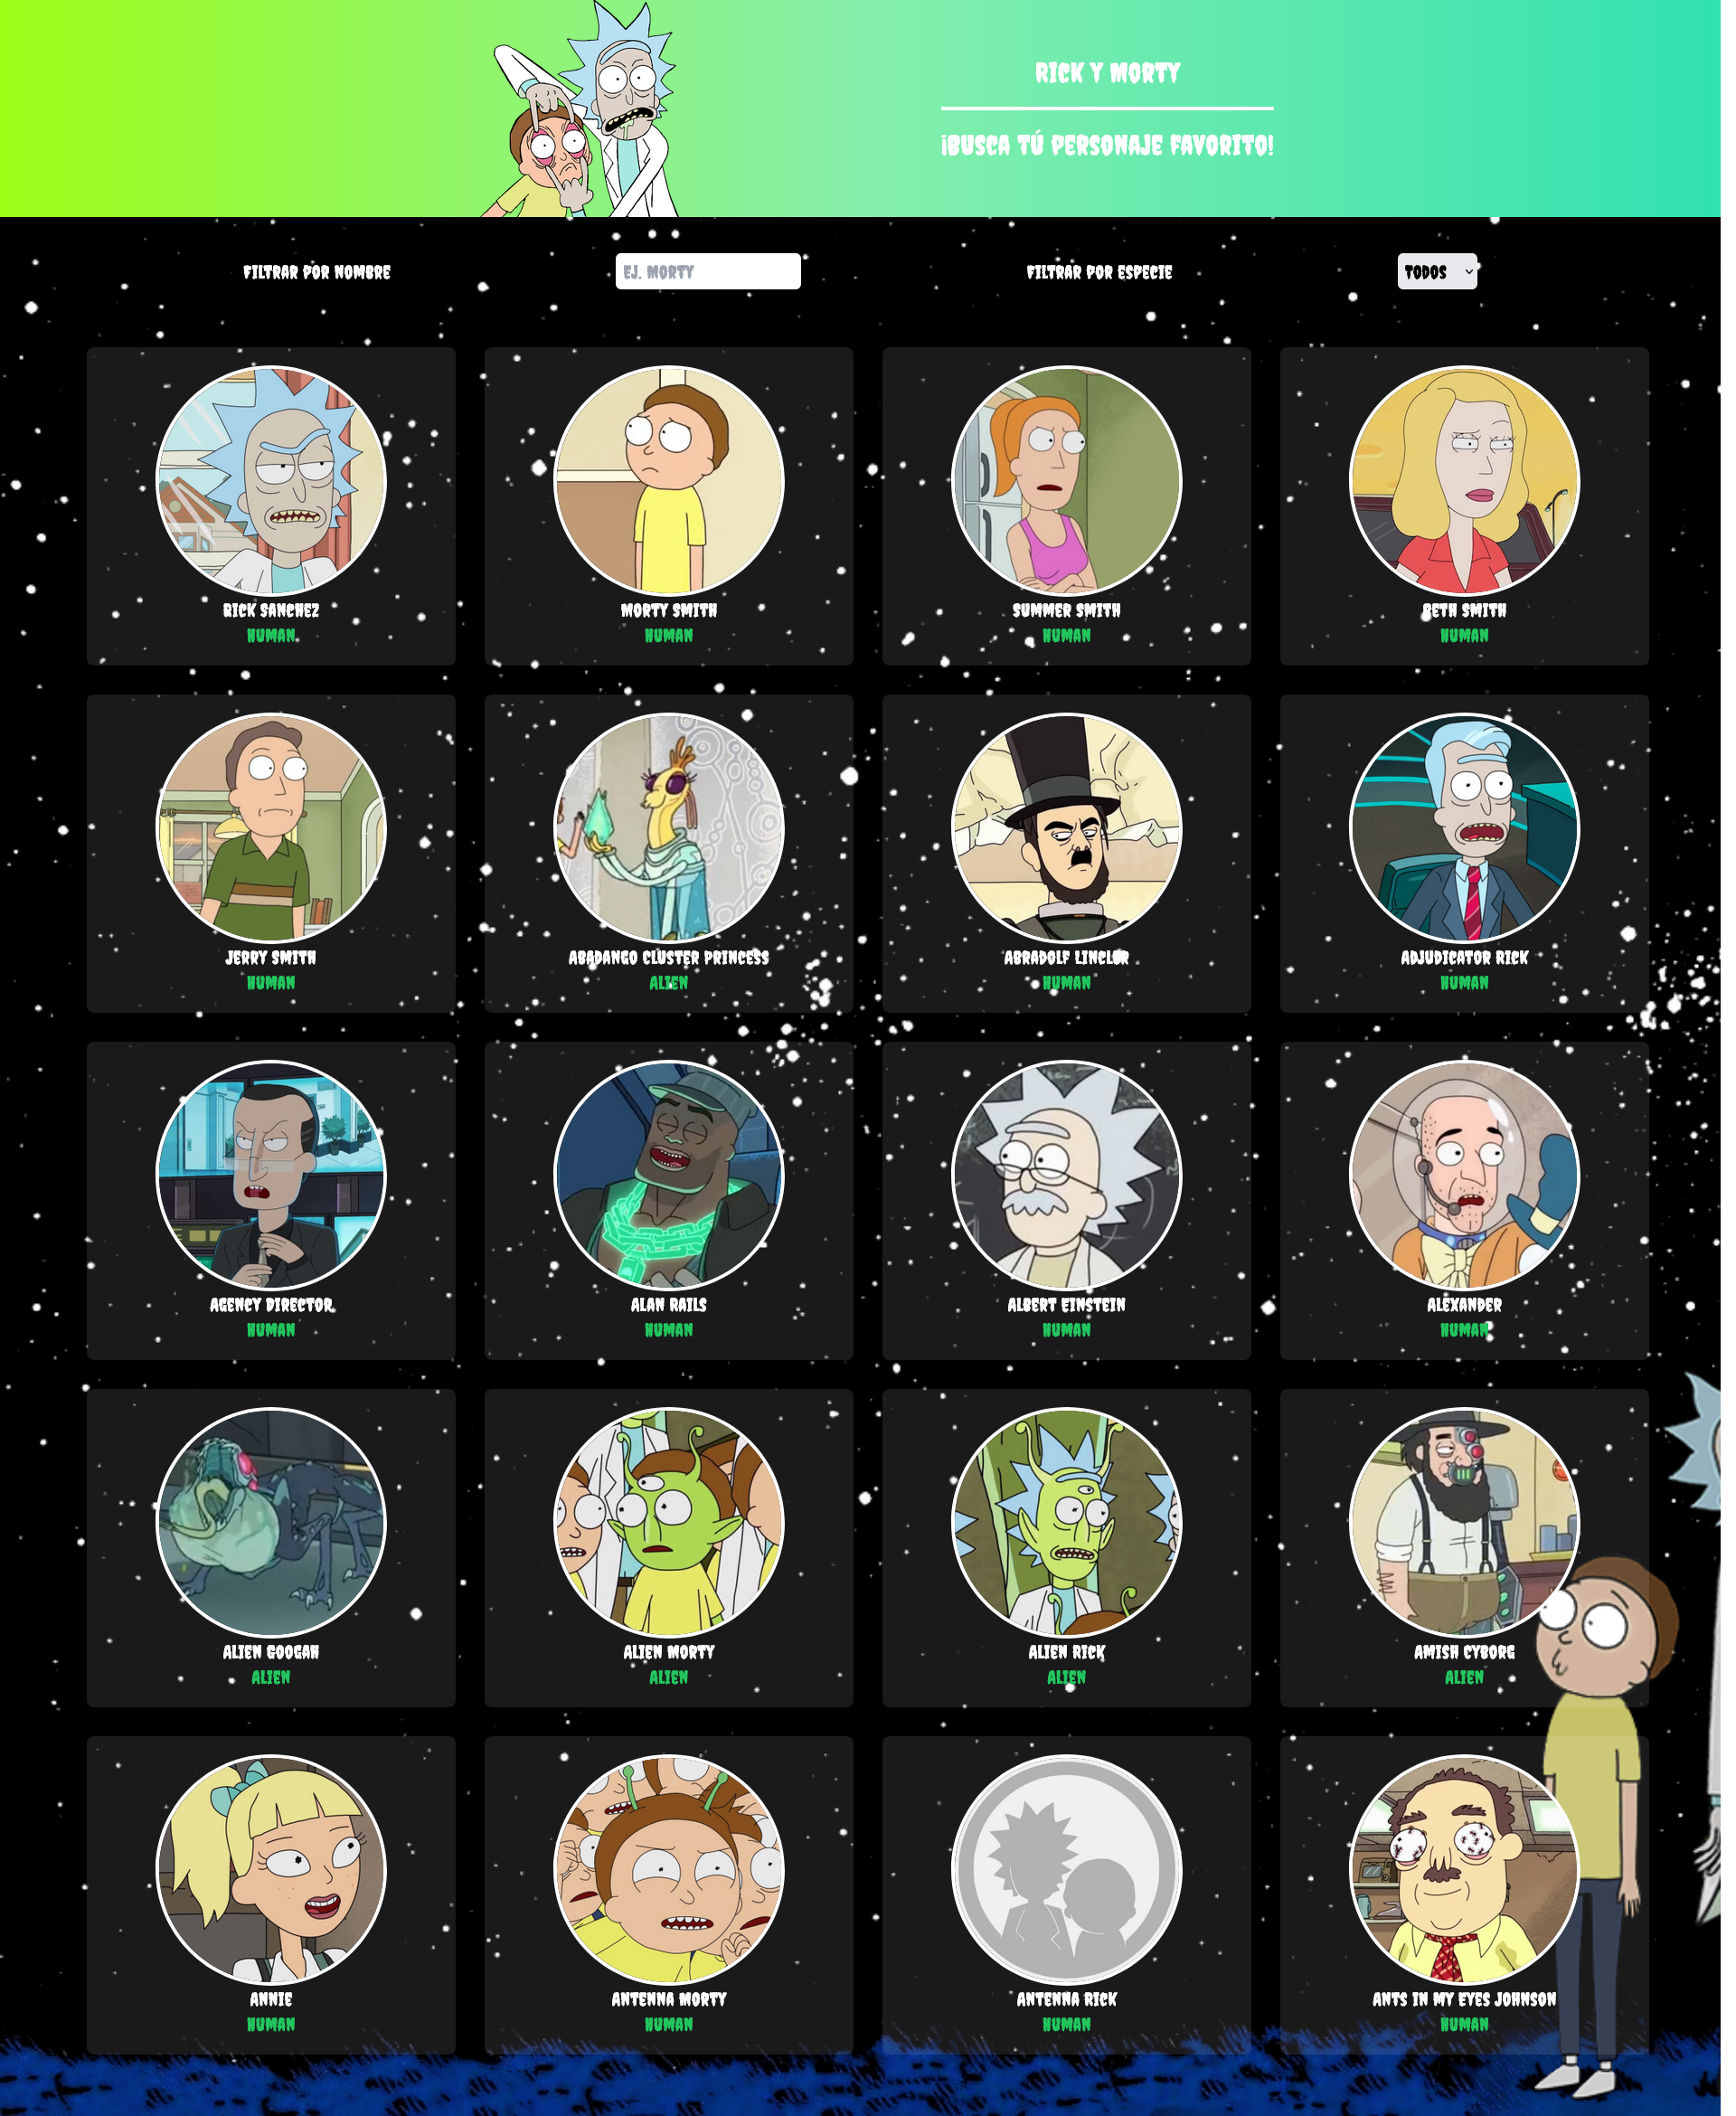 RICK Y MORTY
¡BUSCA TÚ PERSONAJE FAVORITO!
FILTRAR POR NOMBRE
EJ. MORTY
FILTRAR POR ESPECIE
TODOS
RICK SANCHEZ
HUMAN
MORTY SMITH
HUMAN
SUMMER SMITH
HUMAN
BETH SMITH
HUMAN
JERRY SMITH
HUMAN
ABADANGO CLUSTER PRINCESS
ALIEN
ABRADOLF LINCLER
HUMAN
ADJUDICATOR RICK
HUMAN
AGENCY DIRECTOR
HUMAN
ALAN RAILS
HUMAN
ALBERT EINSTEIN
HUMAN
ALEXANDER
HUMAN
ALIEN GOOGAH
ALIEN
ALIEN MORTY
ALIEN
ALIEN RICK
ALIEN
AMISH CYBORG
ALIEN
ANNIE
HUMAN
ANTENNA MORTY
HUMAN
ANTENNA RICK
HUMAN
ANTS IN MY EYES JOHNSON
HUMAN